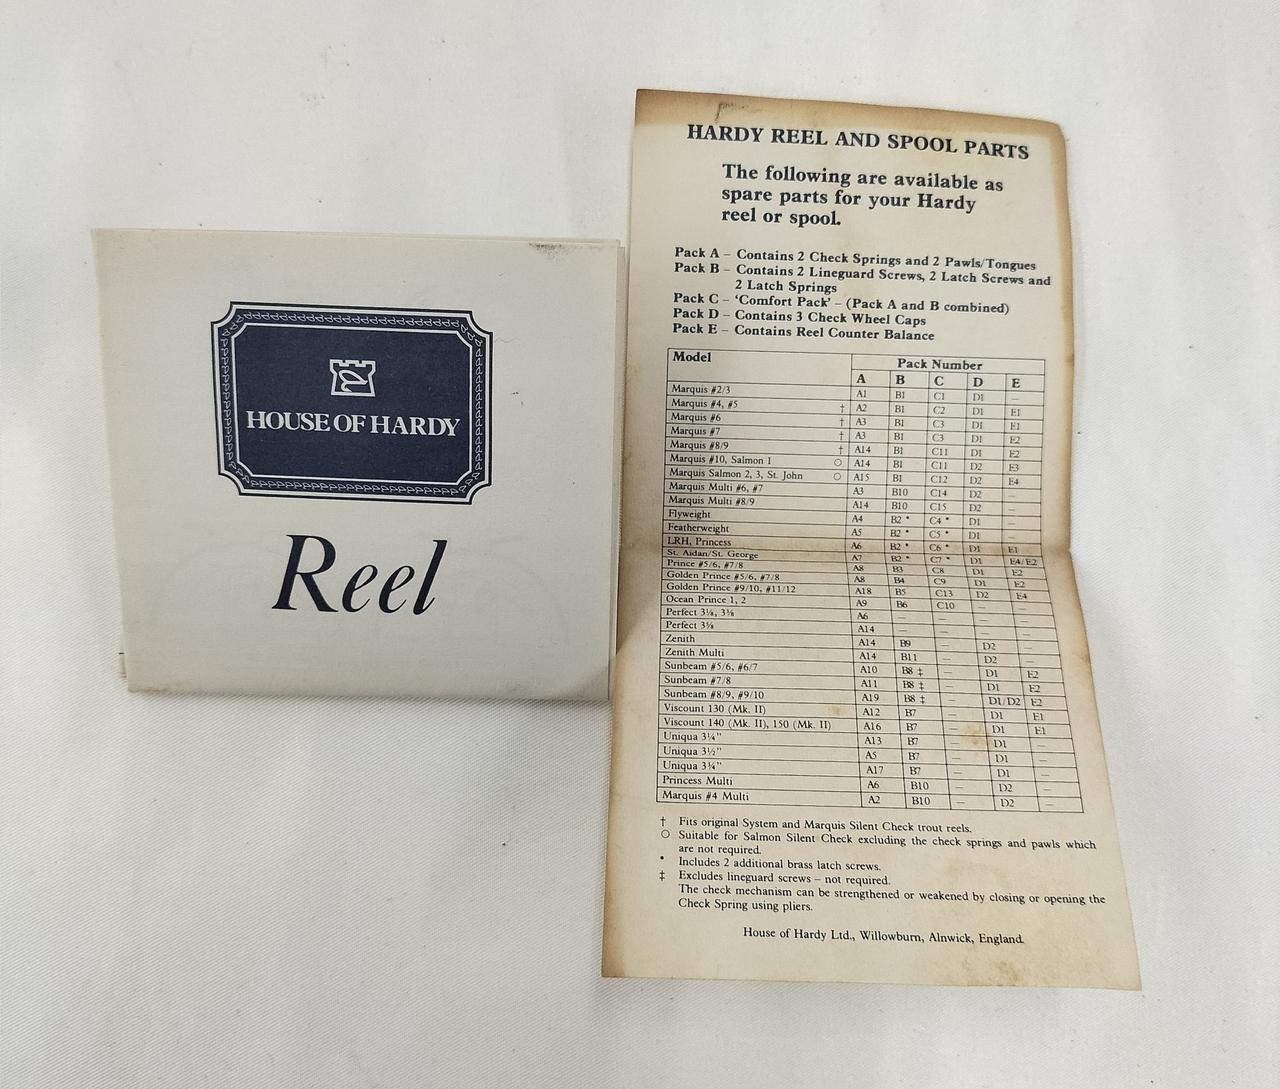 HOUSE OF HARDY
Reel
HARDY REEL AND SPOOL PARTS
The following are available as
spare parts for your Hardy
reel or spool.
Pack A – Contains 2 Check Springs and 2 Pawls/Tongues
Pack B – Contains 2 Lineguard Screws, 2 Latch Screws and
2 Latch Springs
Pack C – ‘Comfort Pack’ – (Pack A and B combined)
Pack D – Contains 3 Check Wheel Caps
Pack E – Contains Reel Counter Balance
Model Pack Number
A B C D E
Marquis #2/3 A1 B1 C1 D1 –
Marquis #4, #5 † A2 B1 C2 D1 E1
Marquis #6 † A3 B1 C3 D1 E1
Marquis #7 † A3 B1 C3 D1 E2
Marquis #8/9 † A14 B1 C11 D1 E2
Marquis #10, Salmon 1 ○ A14 B1 C11 D2 E3
Marquis Salmon 2, 3, St. John ○ A15 B1 C12 D2 E4
Marquis Multi #6, #7 A3 B10 C14 D2 –
Marquis Multi #8/9 A14 B10 C15 D2 –
Flyweight A4 B2 • C4 • D1 –
Featherweight A5 B2 • C5 • D1 –
LRH, Princess A6 B2 • C6 • D1 E1
St. Aidan/St. George A7 B2 • C7 • D1 E4/E2
Prince #5/6, #7/8 A8 B3 C8 D1 E2
Golden Prince #5/6, #7/8 A8 B4 C9 D1 E2
Golden Prince #9/10, #11/12 A18 B5 C13 D2 E4
Ocean Prince 1, 2 A9 B6 C10 – –
Perfect A6 – – – –
Perfect A14 – – – –
Zenith A14 B9 – D2 –
Zenith Multi A14 B11 – D2 –
Sunbeam #5/6, #6/7 A10 B8 ‡ – D1 E2
Sunbeam #7/8 A11 B8 ‡ – D1 E2
Sunbeam #8/9, #9/10 A19 B8 ‡ – D1/D2 E2
Viscount 130 (Mk. II) A12 B7 – D1 E1
Viscount 140 (Mk. II), 150 (Mk. II) A16 B7 – D1 E1
Uniqua A13 B7 – D1 –
Uniqua 3½" A5 B7 – D1 –
Uniqua A17 B7 – D1 –
Princess Multi A6 B10 – D2 –
Marquis #4 Multi A2 B10 – D2 –
† Fits original System and Marquis Silent Check trout reels.
○ Suitable for Salmon Silent Check excluding the check springs and pawls which
are not required.
• Includes 2 additional brass latch screws.
‡ Excludes lineguard screws – not required.
The check mechanism can be strengthened or weakened by closing or opening the
Check Spring using pliers.
House of Hardy Ltd., Willowburn, Alnwick, England.